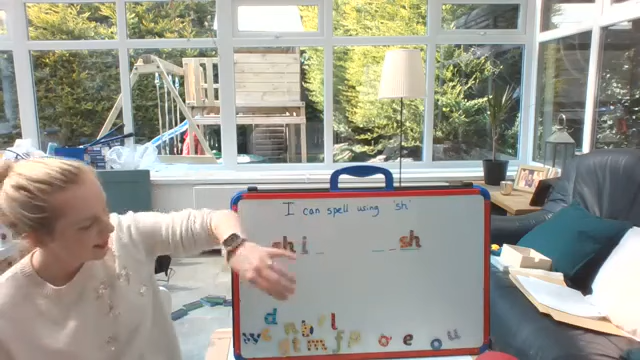 I can spell using 'sh'
sh i _ _ _ sh
d n b l
w a t m f p o e o u